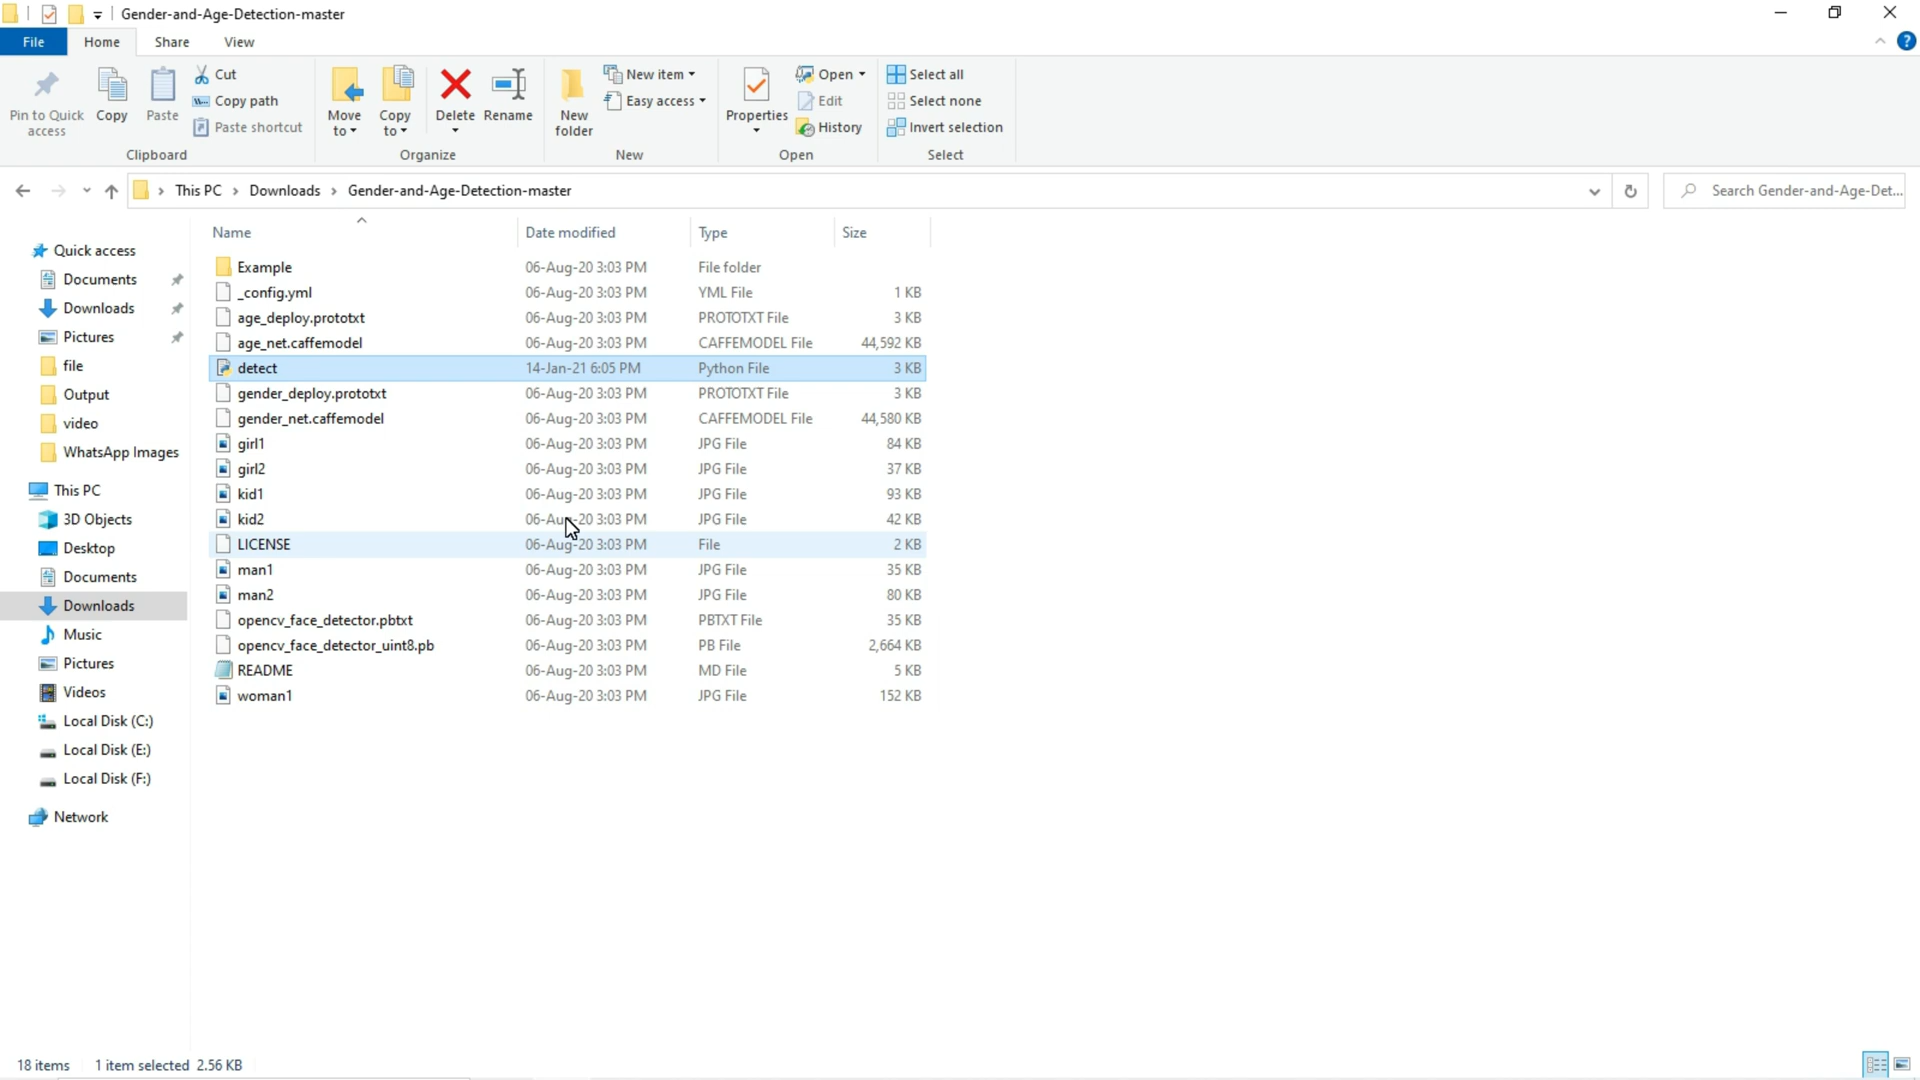 Gender-and-Age-Detection-master
File Home Share View
Pin to Quick access
Copy
Paste
Cut
Copy path
Paste shortcut
Clipboard
Move to
Copy to
Delete
Rename
Organize
New folder
New item
Easy access
New
Properties
Open
Edit
History
Open
Select all
Select none
Invert selection
Select
This PC › Downloads › Gender-and-Age-Detection-master
Search Gender-and-Age-Det...
Quick access
Documents
Downloads
Pictures
file
Output
video
WhatsApp Images
This PC
3D Objects
Desktop
Documents
Downloads
Music
Pictures
Videos
Local Disk (C:)
Local Disk (E:)
Local Disk (F:)
Network
Name Date modified Type Size
Example 06-Aug-20 3:03 PM File folder
_config.yml 06-Aug-20 3:03 PM YML File 1 KB
age_deploy.prototxt 06-Aug-20 3:03 PM PROTOTXT File 3 KB
age_net.caffemodel 06-Aug-20 3:03 PM CAFFEMODEL File 44,592 KB
detect 14-Jan-21 6:05 PM Python File 3 KB
gender_deploy.prototxt 06-Aug-20 3:03 PM PROTOTXT File 3 KB
gender_net.caffemodel 06-Aug-20 3:03 PM CAFFEMODEL File 44,580 KB
girl1 06-Aug-20 3:03 PM JPG File 84 KB
girl2 06-Aug-20 3:03 PM JPG File 37 KB
kid1 06-Aug-20 3:03 PM JPG File 93 KB
kid2 06-Aug-20 3:03 PM JPG File 42 KB
LICENSE 06-Aug-20 3:03 PM File 2 KB
man1 06-Aug-20 3:03 PM JPG File 35 KB
man2 06-Aug-20 3:03 PM JPG File 80 KB
opencv_face_detector.pbtxt 06-Aug-20 3:03 PM PBTXT File 35 KB
opencv_face_detector_uint8.pb 06-Aug-20 3:03 PM PB File 2,664 KB
README 06-Aug-20 3:03 PM MD File 5 KB
woman1 06-Aug-20 3:03 PM JPG File 152 KB
18 items 1 item selected 2.56 KB